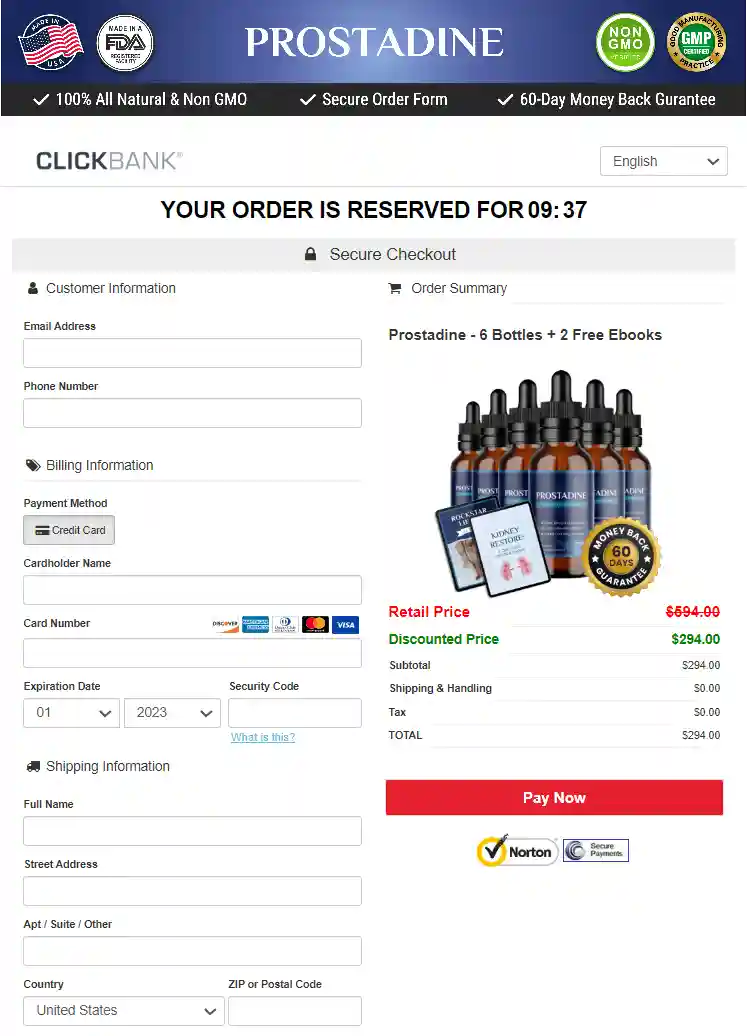 MADE IN
USA
MADE IN A
FDA
REGISTERED
FACILITY
PROSTADINE
NON
GMO
GOOD MANUFACTURING
GMP
CERTIFIED
PRACTICE
100% All Natural & Non GMO
Secure Order Form
60-Day Money Back Gurantee
CLICKBANK®
English
YOUR ORDER IS RESERVED FOR 09: 37
Secure Checkout
Customer Information
Email Address
Phone Number
Billing Information
Payment Method
Credit Card
Cardholder Name
Card Number
DISCOVER
VISA
Expiration Date
Security Code
01
2023
What is this?
Shipping Information
Full Name
Street Address
Apt / Suite / Other
Country
ZIP or Postal Code
United States
Order Summary
Prostadine - 6 Bottles + 2 Free Ebooks
PROSTADINE
ROCKSTAR
KIDNEY
RESTORE:
MONEY BACK
60
DAYS
GUARANTEE
Retail Price $594.00
Discounted Price $294.00
Subtotal $294.00
Shipping & Handling $0.00
Tax $0.00
TOTAL $294.00
Pay Now
Norton
Secure
Payments